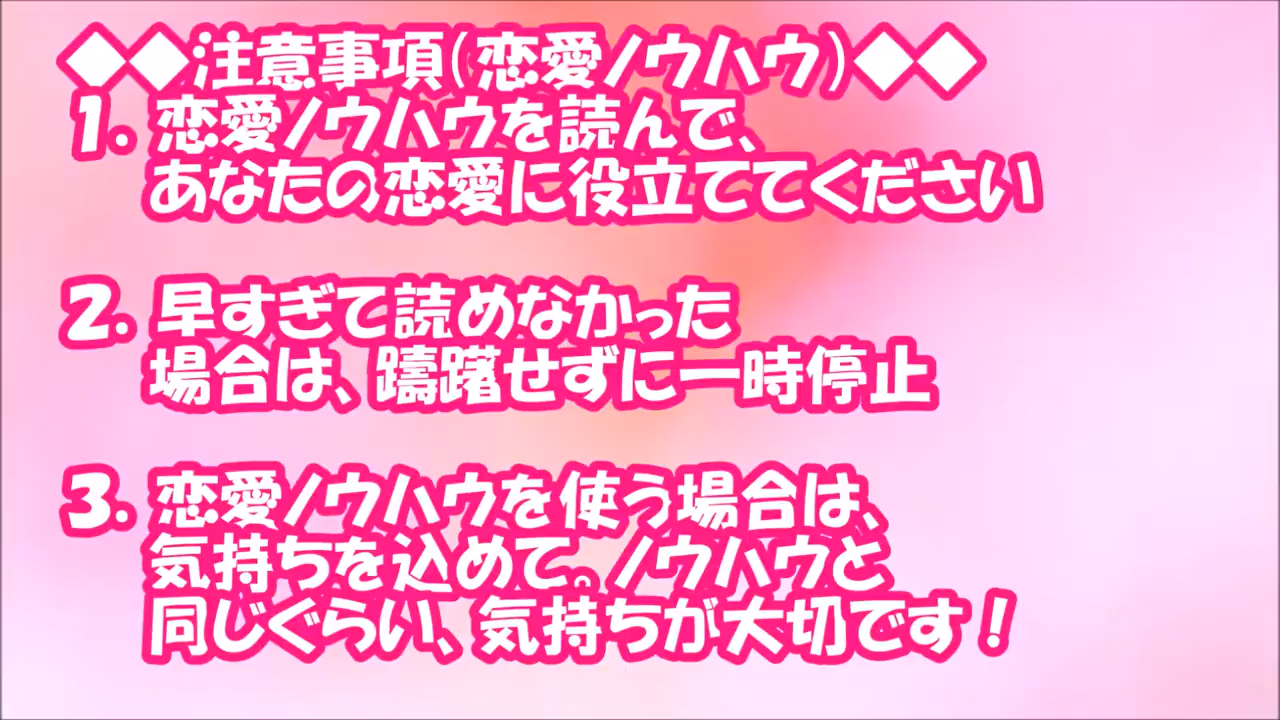 ◆◆注意事項(恋愛ノウハウ)◆◆
1. 恋愛ノウハウを読んで、
あなたの恋愛に役立ててください
2. 早すぎて読めなかった
場合は、躊躇せずに一時停止
3. 恋愛ノウハウを使う場合は、
気持ちを込めて。ノウハウと
同じぐらい、気持ちが大切です!